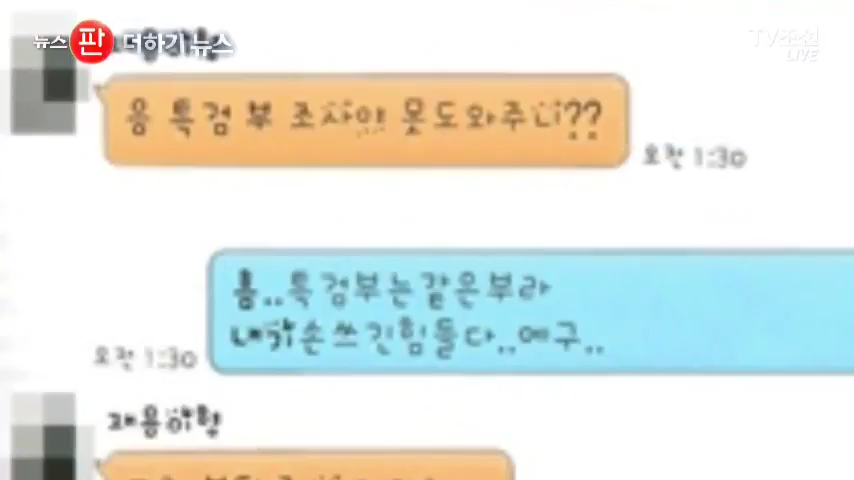 뉴스 판 더하기 뉴스
TV조선
LIVE
응 특검 부 조사야 못도와주니??
오전 1:30
흠..특검부는같은부라
내가손쓰긴힘들다..에구..
오전 1:30
재용이형